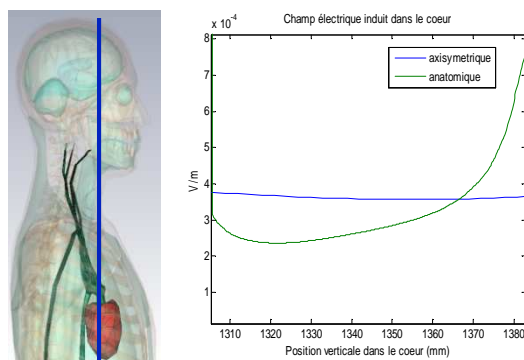 x 10⁻⁴
Champ électrique induit dans le coeur
8
7
6
5
4
3
2
1
V / m
axisymetrique
anatomique
1310 1320 1330 1340 1350 1360 1370 1380
Position verticale dans le coeur (mm)